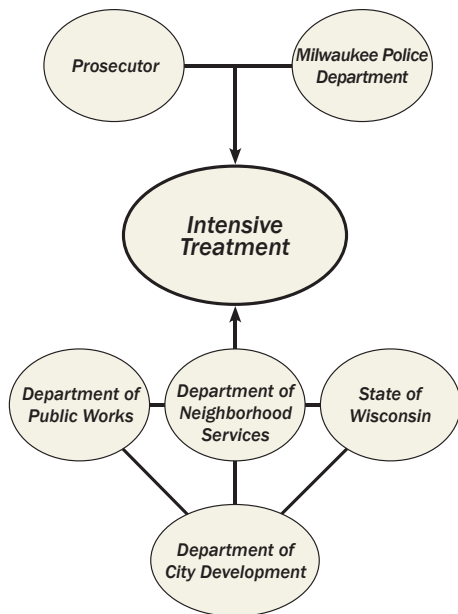 Prosecutor
Milwaukee Police
Department
Intensive
Treatment
Department of
Public Works
Department of
Neighborhood
Services
State of
Wisconsin
Department of
City Development